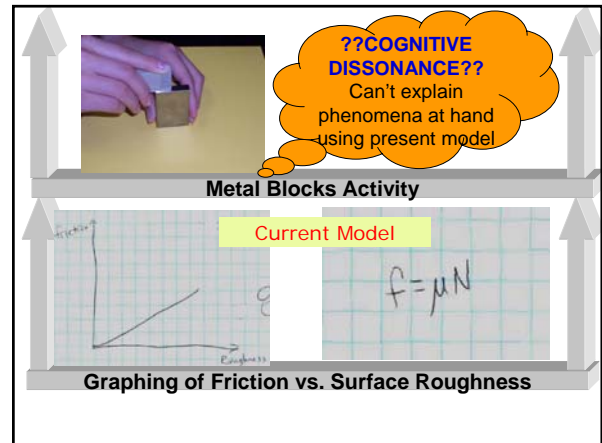 ??COGNITIVE
DISSONANCE??
Can't explain
phenomena at hand
using present model
Metal Blocks Activity
Current Model
Friction
Roughness
f=μN
Graphing of Friction vs. Surface Roughness